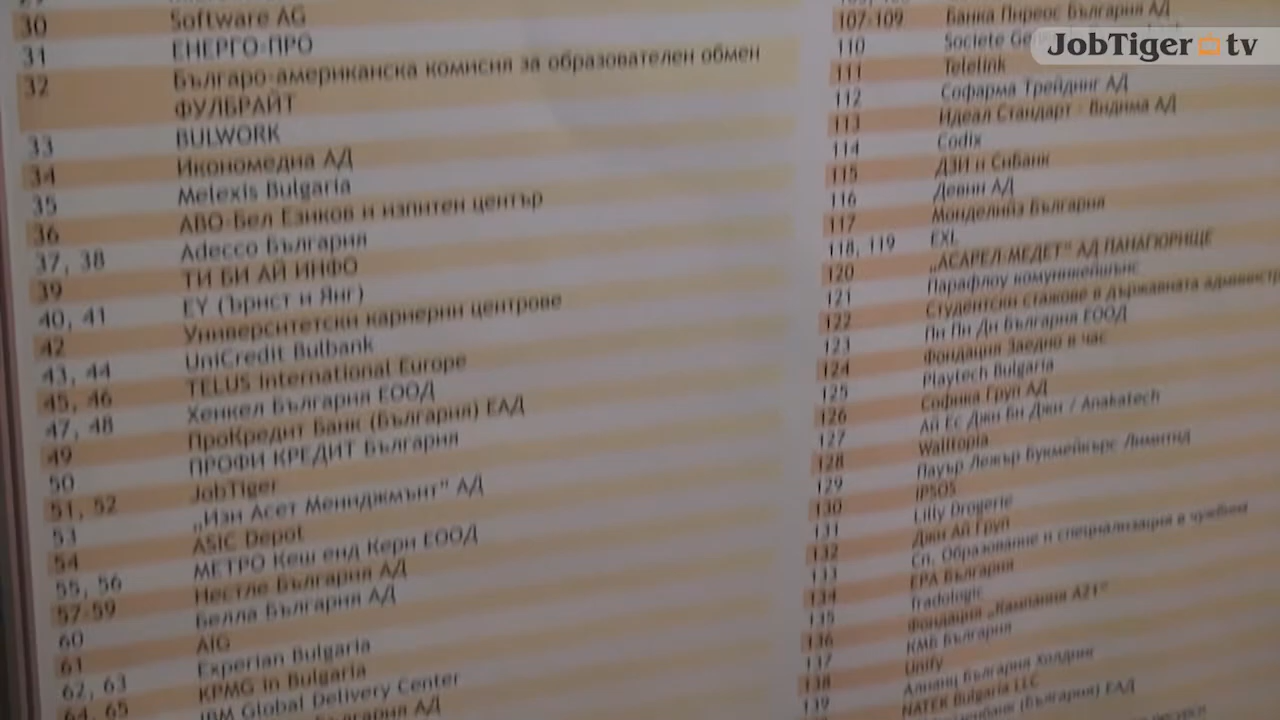 30 Software AG
31 ЕНЕРГО-ПРО
32 Българо-американска комисия за образователен обмен
ФУЛБРАЙТ
33 BULWORK
34 Икономедиа АД
35 Melexis Bulgaria
36 АВО-Бел Езиков и изпитен център
37, 38 Adecco България
39 ТИ БИ АЙ ИНФО
40, 41 EY (Ърнст и Янг)
42 Университетски кариерни центрове
43, 44 UniCredit Bulbank
45, 46 TELUS International Europe
47, 48 Хенкел България ЕООД
49 ПроКредит Банк (България) ЕАД
50 ПРОФИ КРЕДИТ България
51, 52 JobTiger
53 „Изи Асет Мениджмънт" АД
54 ASIC Depot
55, 56 МЕТРО Кеш енд Кери ЕООД
57-59 Нестле България АД
60 Белла България АД
61 AIG
62, 63 Experian Bulgaria
64, 65 KPMG in Bulgaria
IBM Global Delivery Center
България АД
107-109 Банка Пиреос България АД
110 Societe
111 Telelink
112 Софарма Трейдинг АД
113 Идеал Стандарт - Видима АД
114 Codix
115 ДЗИ и СиБанк
116 Девин АД
117 Монделийз България
118, 119 EXL
120 „АСАРЕЛ-МЕДЕТ" АД ПАНАГЮРИЩЕ
121 Парафлоу комуникейшънс
122 Студентски стажове в държавната
123 Пи Пи Ди България ЕООД
124 Фондация Заедно в час
125 Playtech Bulgaria
126 Софика Груп АД
127 Ай Ес Джи Би Джи / Anakatech
128 Walltopia
129 Пауър Лежър Букмейкърс Лимитид
130 IPSOS
131 Lilly Drogerie
132 Джи Ай Груп
133 Сп. Образование и специализация в чужбина
134 ЕРА България
135 Tradologic
136 Фондация „Кампания А21"
137 КМВ България
138 Unify
139 Алианц България Холдинг
NATEK Bulgaria LLC
(България) ЕАД
JobTiger tv